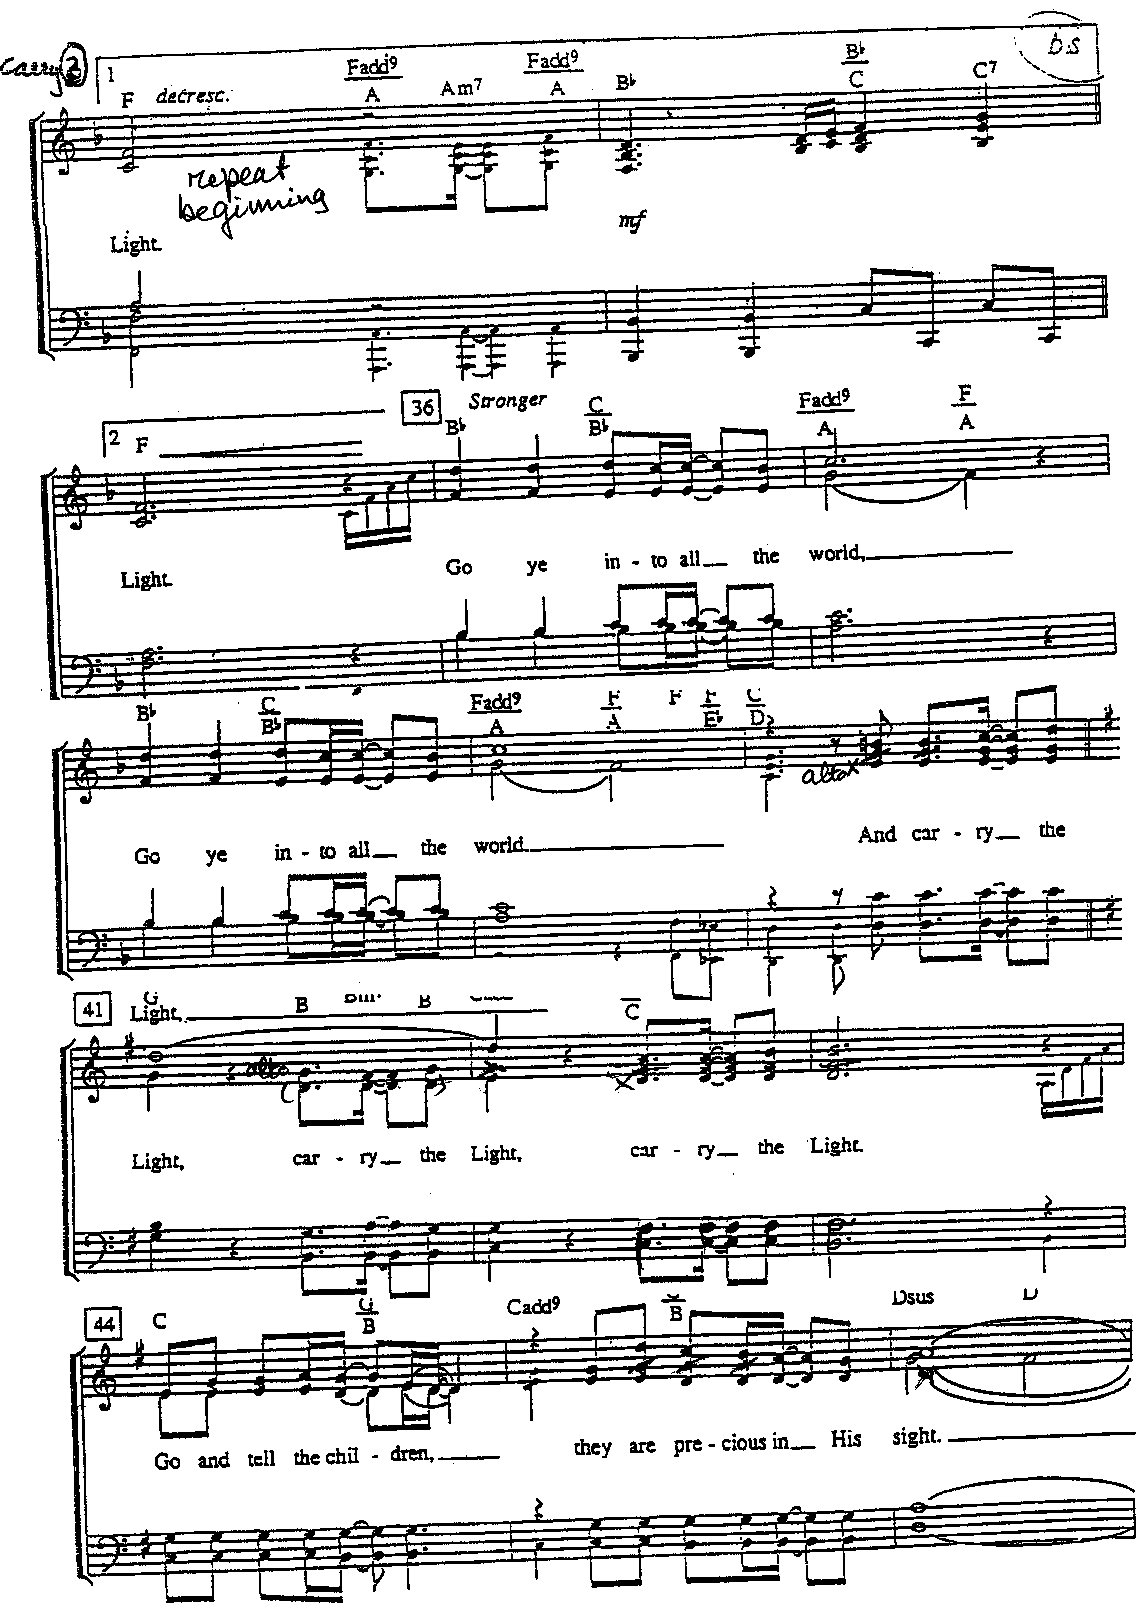 carry 2
1
D.S
F decresc. Fadd9/A Am7 Fadd9/A B♭ B♭/C C7
repeat
beginning
mf
Light.
2 F 36 Stronger
B♭ C/B♭ Fadd9/A F/A
Light. Go ye in - to all the world,
B♭ C/B♭ Fadd9/A F/A F F/E♭ C/D
alto x
Go ye in - to all the world. And car - ry the
41 G Light. B Bm7 B C
alto
Light, car - ry the Light, car - ry the Light.
44 C G/B Cadd9 G/B Dsus D
Go and tell the chil - dren, they are pre - cious in His sight.